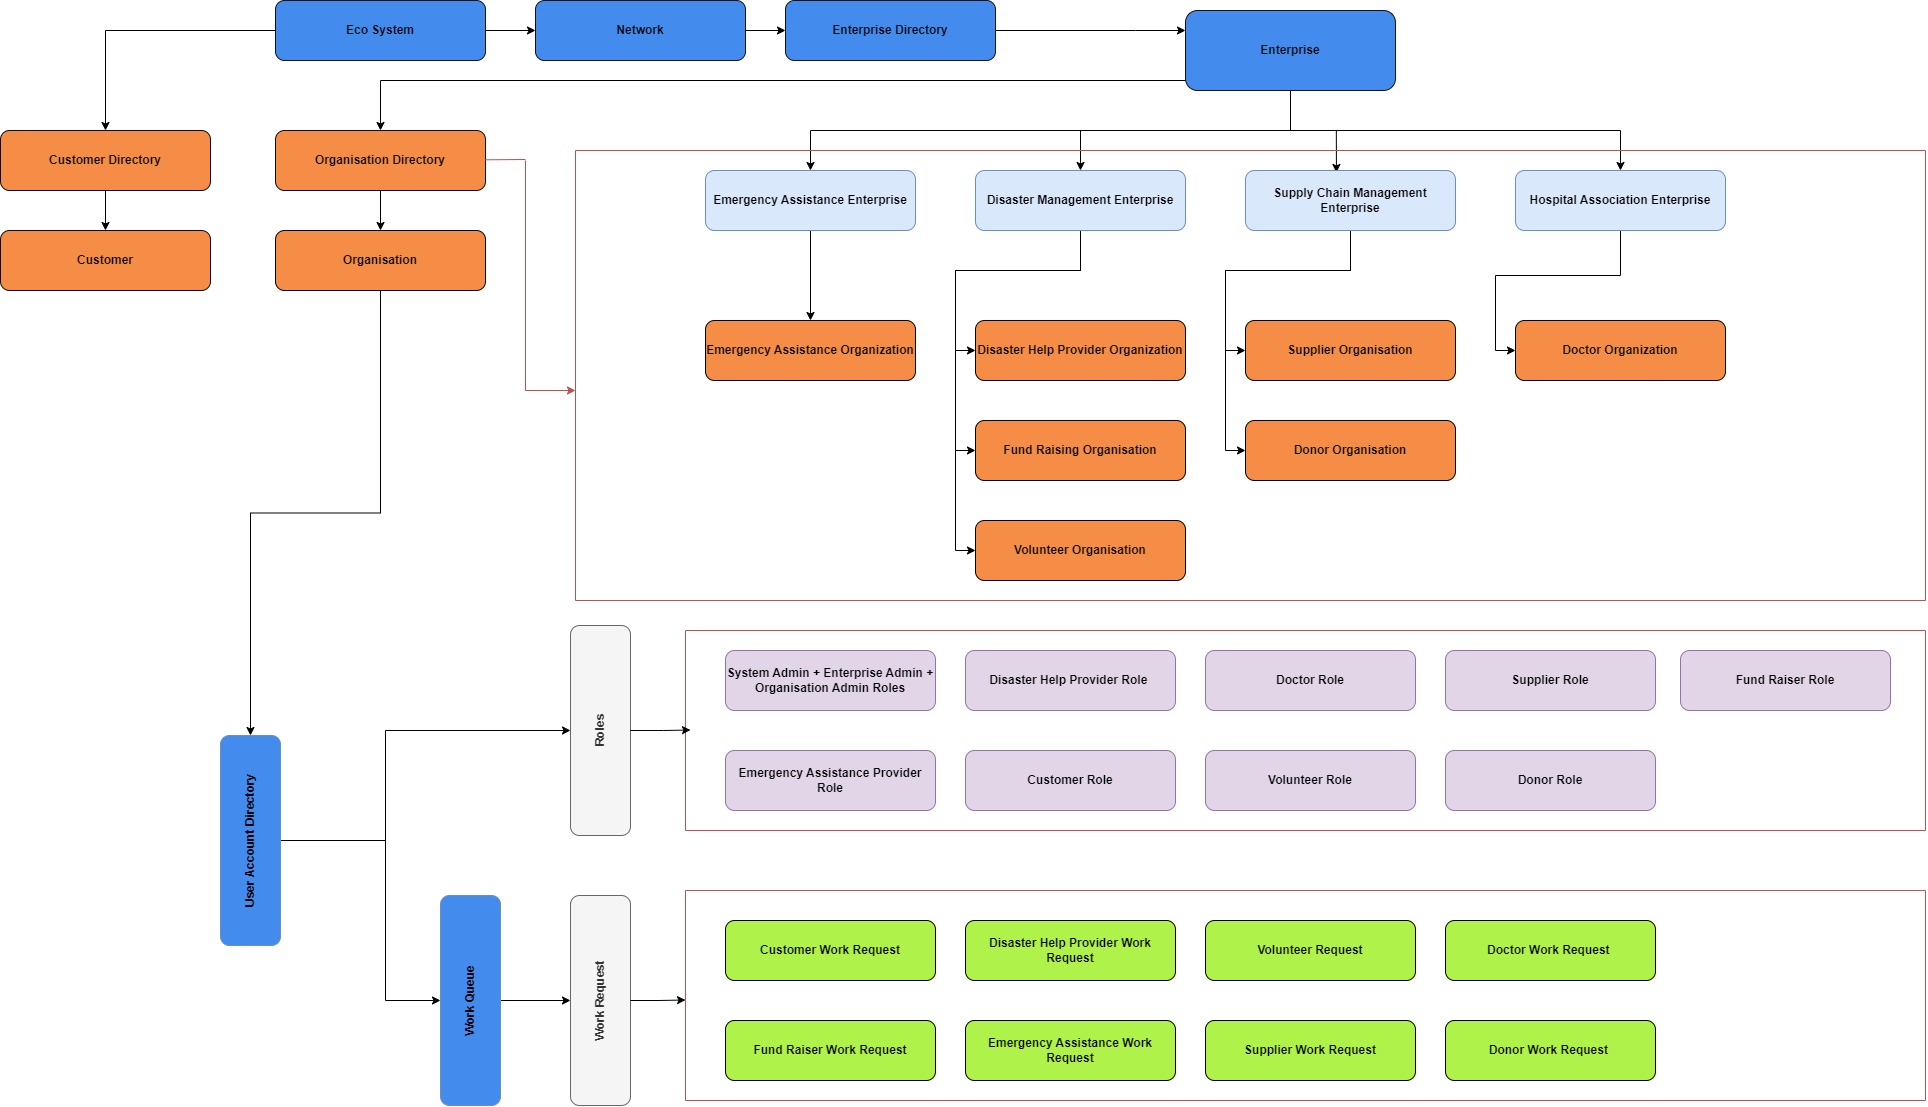 Eco System
Network
Enterprise Directory
Enterprise
Customer Directory
Organisation Directory
Customer
Organisation
Emergency Assistance Enterprise
Disaster Management Enterprise
Supply Chain Management
Enterprise
Hospital Association Enterprise
Emergency Assistance Organization
Disaster Help Provider Organization
Supplier Organisation
Doctor Organization
Fund Raising Organisation
Donor Organisation
Volunteer Organisation
User Account Directory
Roles
System Admin + Enterprise Admin +
Organisation Admin Roles
Disaster Help Provider Role
Doctor Role
Supplier Role
Fund Raiser Role
Emergency Assistance Provider
Role
Customer Role
Volunteer Role
Donor Role
Work Queue
Work Request
Customer Work Request
Disaster Help Provider Work
Request
Volunteer Request
Doctor Work Request
Fund Raiser Work Request
Emergency Assistance Work
Request
Supplier Work Request
Donor Work Request